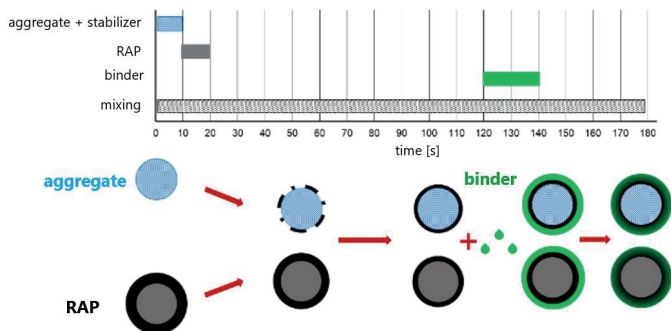 aggregate + stabilizer
RAP
binder
mixing
0 10 20 30 40 50 60 70 80 90 100 110 120 130 140 150 160 170 180
time [s]
aggregate
binder
+
RAP